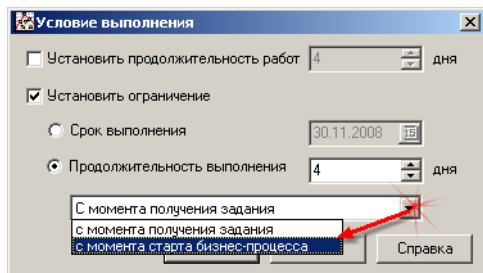 Условие выполнения
Установить продолжительность работ 4 дня
Установить ограничение
Срок выполнения 30.11.2008 15
Продолжительность выполнения 4 дня
С момента получения задания
с момента получения задания
с момента старта бизнес-процесса
Справка